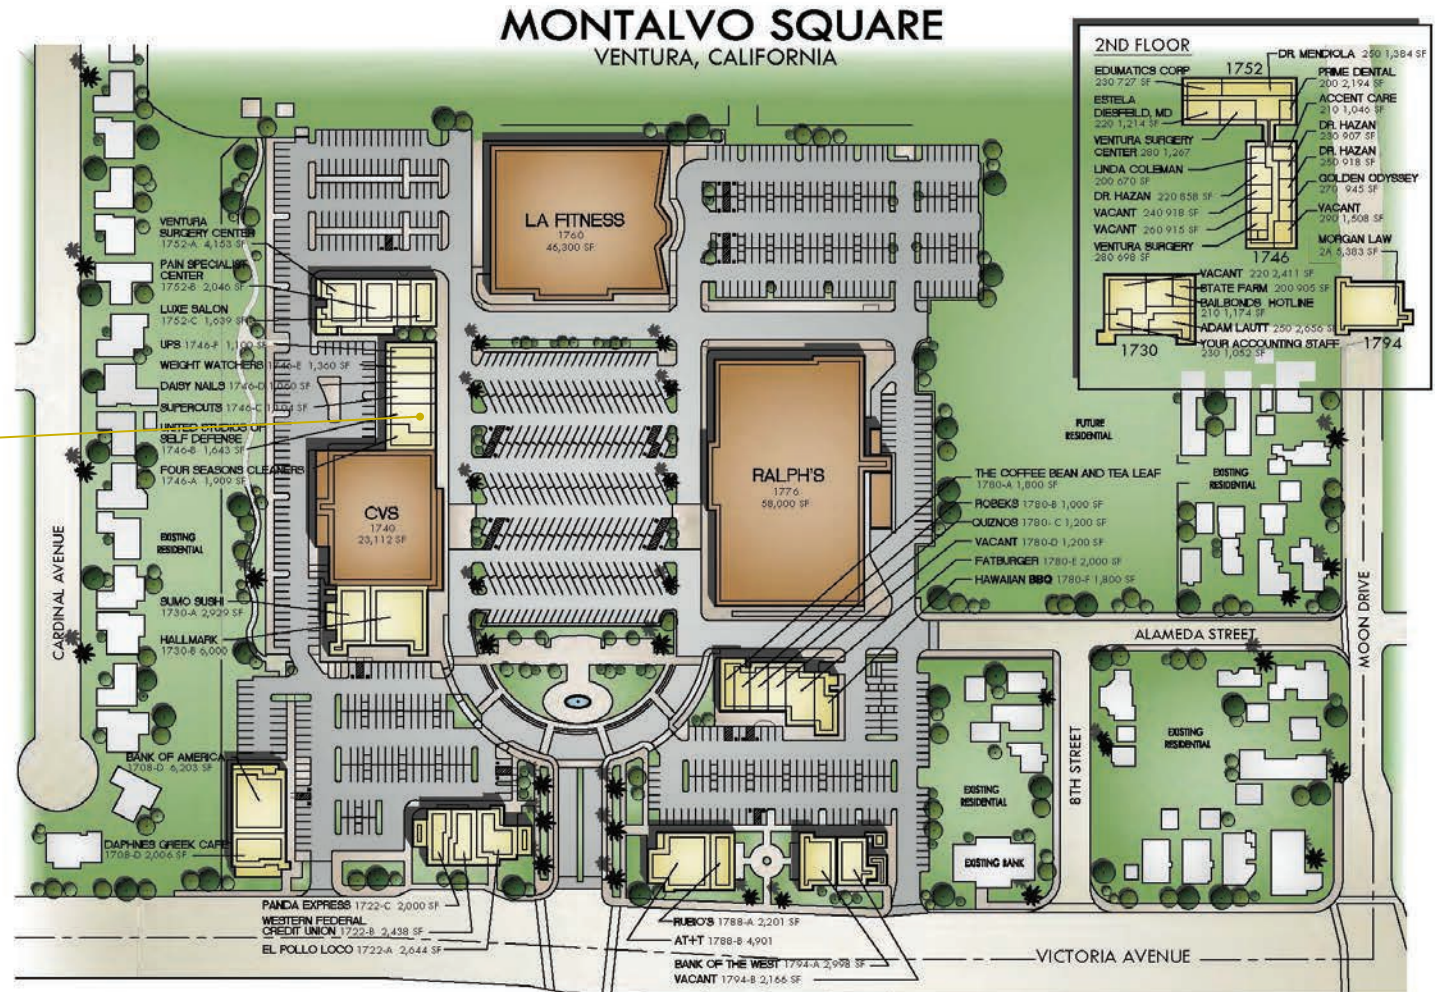 MONTALVO SQUARE
VENTURA, CALIFORNIA
2ND FLOOR
1752
DR. MENDIOLA 250 1,384 SF
EDUMATICS CORP
230 727 SF
PRIME DENTAL
200 2,194 SF
ESTELA
DIESFELD, MD
220 1,214 SF
ACCENT CARE
210 1,046 SF
VENTURA SURGERY
CENTER 280 1,267
DR. HAZAN
230 907 SF
LINDA COLEMAN
200 670 SF
DR. HAZAN
250 918 SF
DR. HAZAN 220 858 SF
GOLDEN ODYSSEY
270 945 SF
VACANT 240 918 SF
VACANT
290 1,508 SF
VACANT 260 915 SF
VENTURA SURGERY
280 698 SF
1746
MORGAN LAW
2A 5,383 SF
VACANT 220 2,411 SF
STATE FARM 200 905 SF
BAILBONDS HOTLINE
210 1,174 SF
ADAM LAUTT 250 2,656 S
YOUR ACCOUNTING STAFF
230 1,052 SF
1730
1794
LA FITNESS
1760
46,300 SF
VENTURA
SURGERY CENTER
1752-A 4,153 SF
PAIN SPECIALIST
CENTER
1752-B 2,046 SF
LUXE SALON
1752-C 1,639 SF
UPS 1746-F 1,100 SF
WEIGHT WATCHERS 1746-E 1,360 SF
DAISY NAILS 1746-D 1,060 SF
SUPERCUTS 1746-C 1,104 SF
UNITED STUDIOS OF
SELF DEFENSE
1746-B 1,643 SF
FOUR SEASONS CLEANERS
1746-A 1,909 SF
CVS
1740
23,112 SF
RALPH'S
1776
58,000 SF
FUTURE
RESIDENTIAL
EXISTING
RESIDENTIAL
THE COFFEE BEAN AND TEA LEAF
1780-A 1,800 SF
ROBEKS 1780-B 1,000 SF
QUIZNOS 1780- C 1,200 SF
VACANT 1780-D 1,200 SF
FATBURGER 1780-E 2,000 SF
HAWAIIAN BBQ 1780-F 1,800 SF
EXISTING
RESIDENTIAL
CARDINAL AVENUE
SUMO SUSHI
1730-A 2,929 SF
HALLMARK
1730-B 6,000
ALAMEDA STREET
MOON DRIVE
8TH STREET
EXISTING
RESIDENTIAL
EXISTING
RESIDENTIAL
EXISTING BANK
BANK OF AMERICA
1708-D 6,203 SF
DAPHNES GREEK CAFE
1708-D 2,006 SF
PANDA EXPRESS 1722-C 2,000 SF
WESTERN FEDERAL
CREDIT UNION 1722-B 2,438 SF
EL POLLO LOCO 1722-A 2,644 SF
RUBIO'S 1788-A 2,201 SF
AT+T 1788-B 4,901
BANK OF THE WEST 1794-A 2,998 SF
VACANT 1794-B 2,166 SF
VICTORIA AVENUE